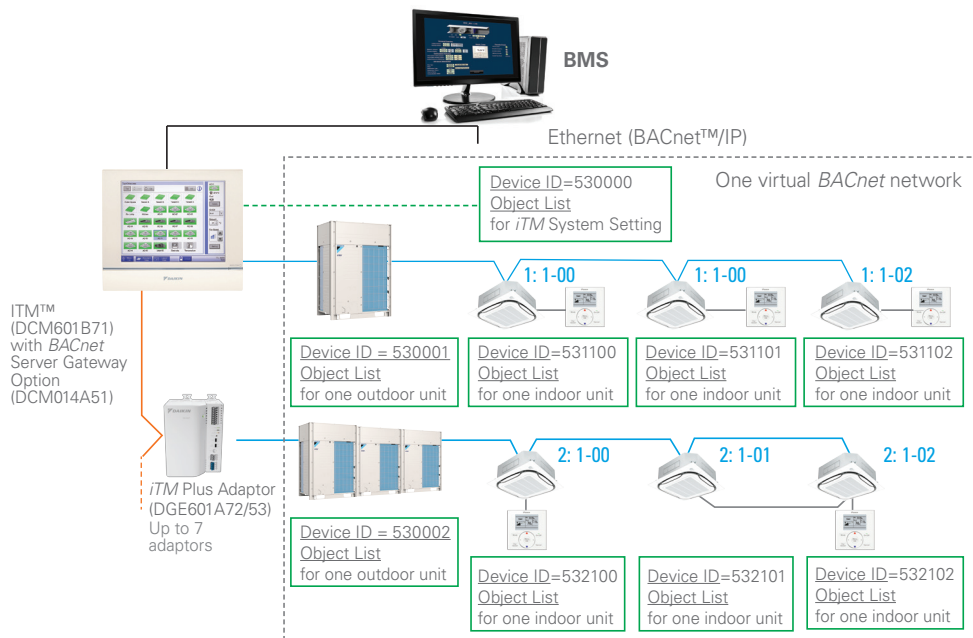 BMS
Ethernet (BACnet™/IP)
One virtual BACnet network
Device ID=530000
Object List
for iTM System Setting
DAIKIN
1: 1-00
1: 1-00
1: 1-02
ITM™
(DCM601B71)
with BACnet
Server Gateway
Option
(DCM014A51)
Device ID = 530001
Object List
for one outdoor unit
Device ID=531100
Object List
for one indoor unit
Device ID=531101
Object List
for one indoor unit
Device ID=531102
Object List
for one indoor unit
DAIKIN
iTM Plus Adaptor
(DGE601A72/53)
Up to 7
adaptors
2: 1-00
2: 1-01
2: 1-02
Device ID = 530002
Object List
for one outdoor unit
Device ID=532100
Object List
for one indoor unit
Device ID=532101
Object List
for one indoor unit
Device ID=532102
Object List
for one indoor unit